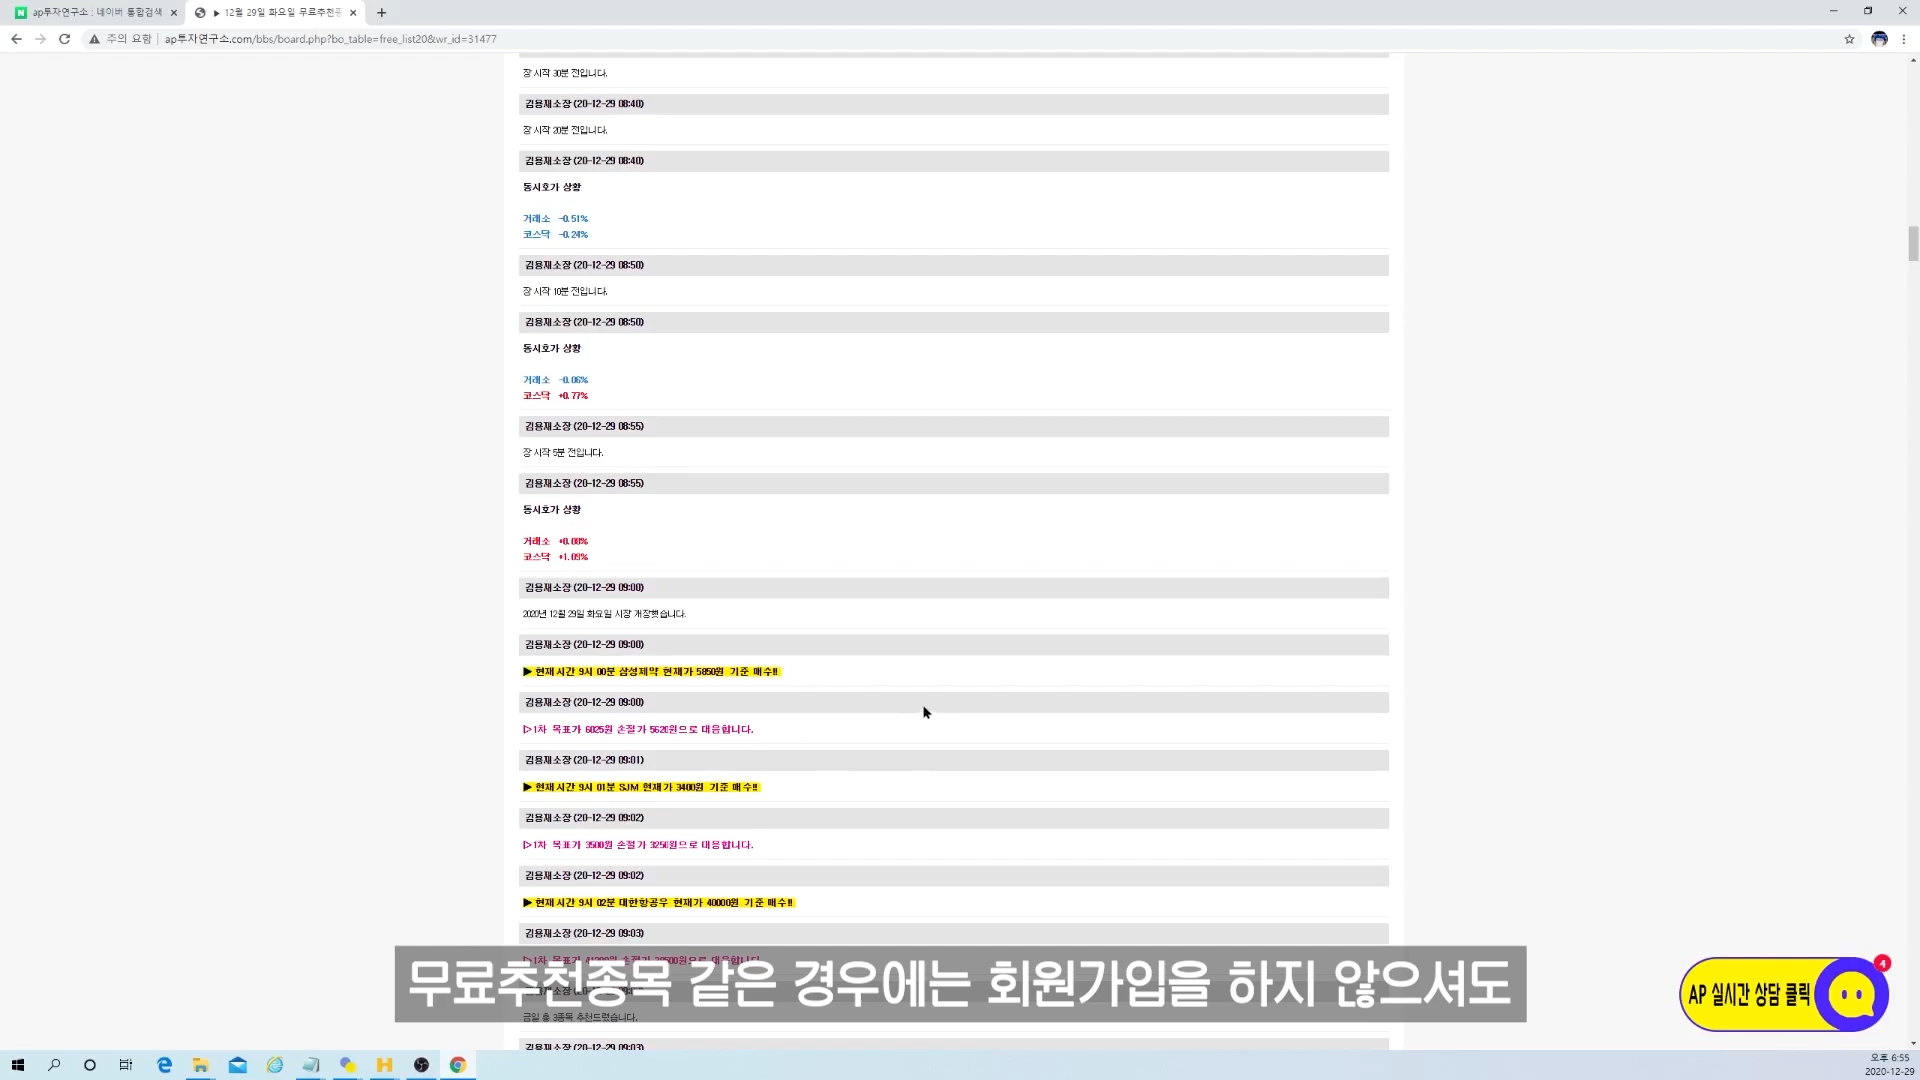 ap투자연구소 : 네이버 통합검색
▶ 12월 29일 화요일 무료추천종
주의 요함
ap투자연구소.com/bbs/board.php?bo_table=free_list20&wr_id=31477
장 시작 30분 전입니다.
김용재소장 (20-12-29 08:40)
장 시작 20분 전입니다.
김용재소장 (20-12-29 08:40)
동시호가 상황
거래소 -0.51%
코스닥 -0.24%
김용재소장 (20-12-29 08:50)
장 시작 10분 전입니다.
김용재소장 (20-12-29 08:50)
동시호가 상황
거래소 -0.06%
코스닥 +0.77%
김용재소장 (20-12-29 08:55)
장 시작 5분 전입니다.
김용재소장 (20-12-29 08:55)
동시호가 상황
거래소 +0.08%
코스닥 +1.09%
김용재소장 (20-12-29 09:00)
2020년 12월 29일 화요일 시장 개장했습니다.
김용재소장 (20-12-29 09:00)
▶ 현재시간 9시 00분 삼성제약 현재가 5850원 기준 매수!!
김용재소장 (20-12-29 09:00)
▷1차 목표가 6025원 손절가 5620원으로 대응합니다.
김용재소장 (20-12-29 09:01)
▶ 현재시간 9시 01분 SJM 현재가 3400원 기준 매수!!
김용재소장 (20-12-29 09:02)
▷1차 목표가 3500원 손절가 3250원으로 대응합니다.
김용재소장 (20-12-29 09:02)
▶ 현재시간 9시 02분 대한항공우 현재가 40000원 기준 매수!!
김용재소장 (20-12-29 09:03)
무료추천종목 같은 경우에는 회원가입을 하지 않으셔도
금일 총 3종목 추천드렸습니다.
김용재소장 (20-12-29 09:03)
AP 실시간 상담 클릭
4
오후 6:55
2020-12-29